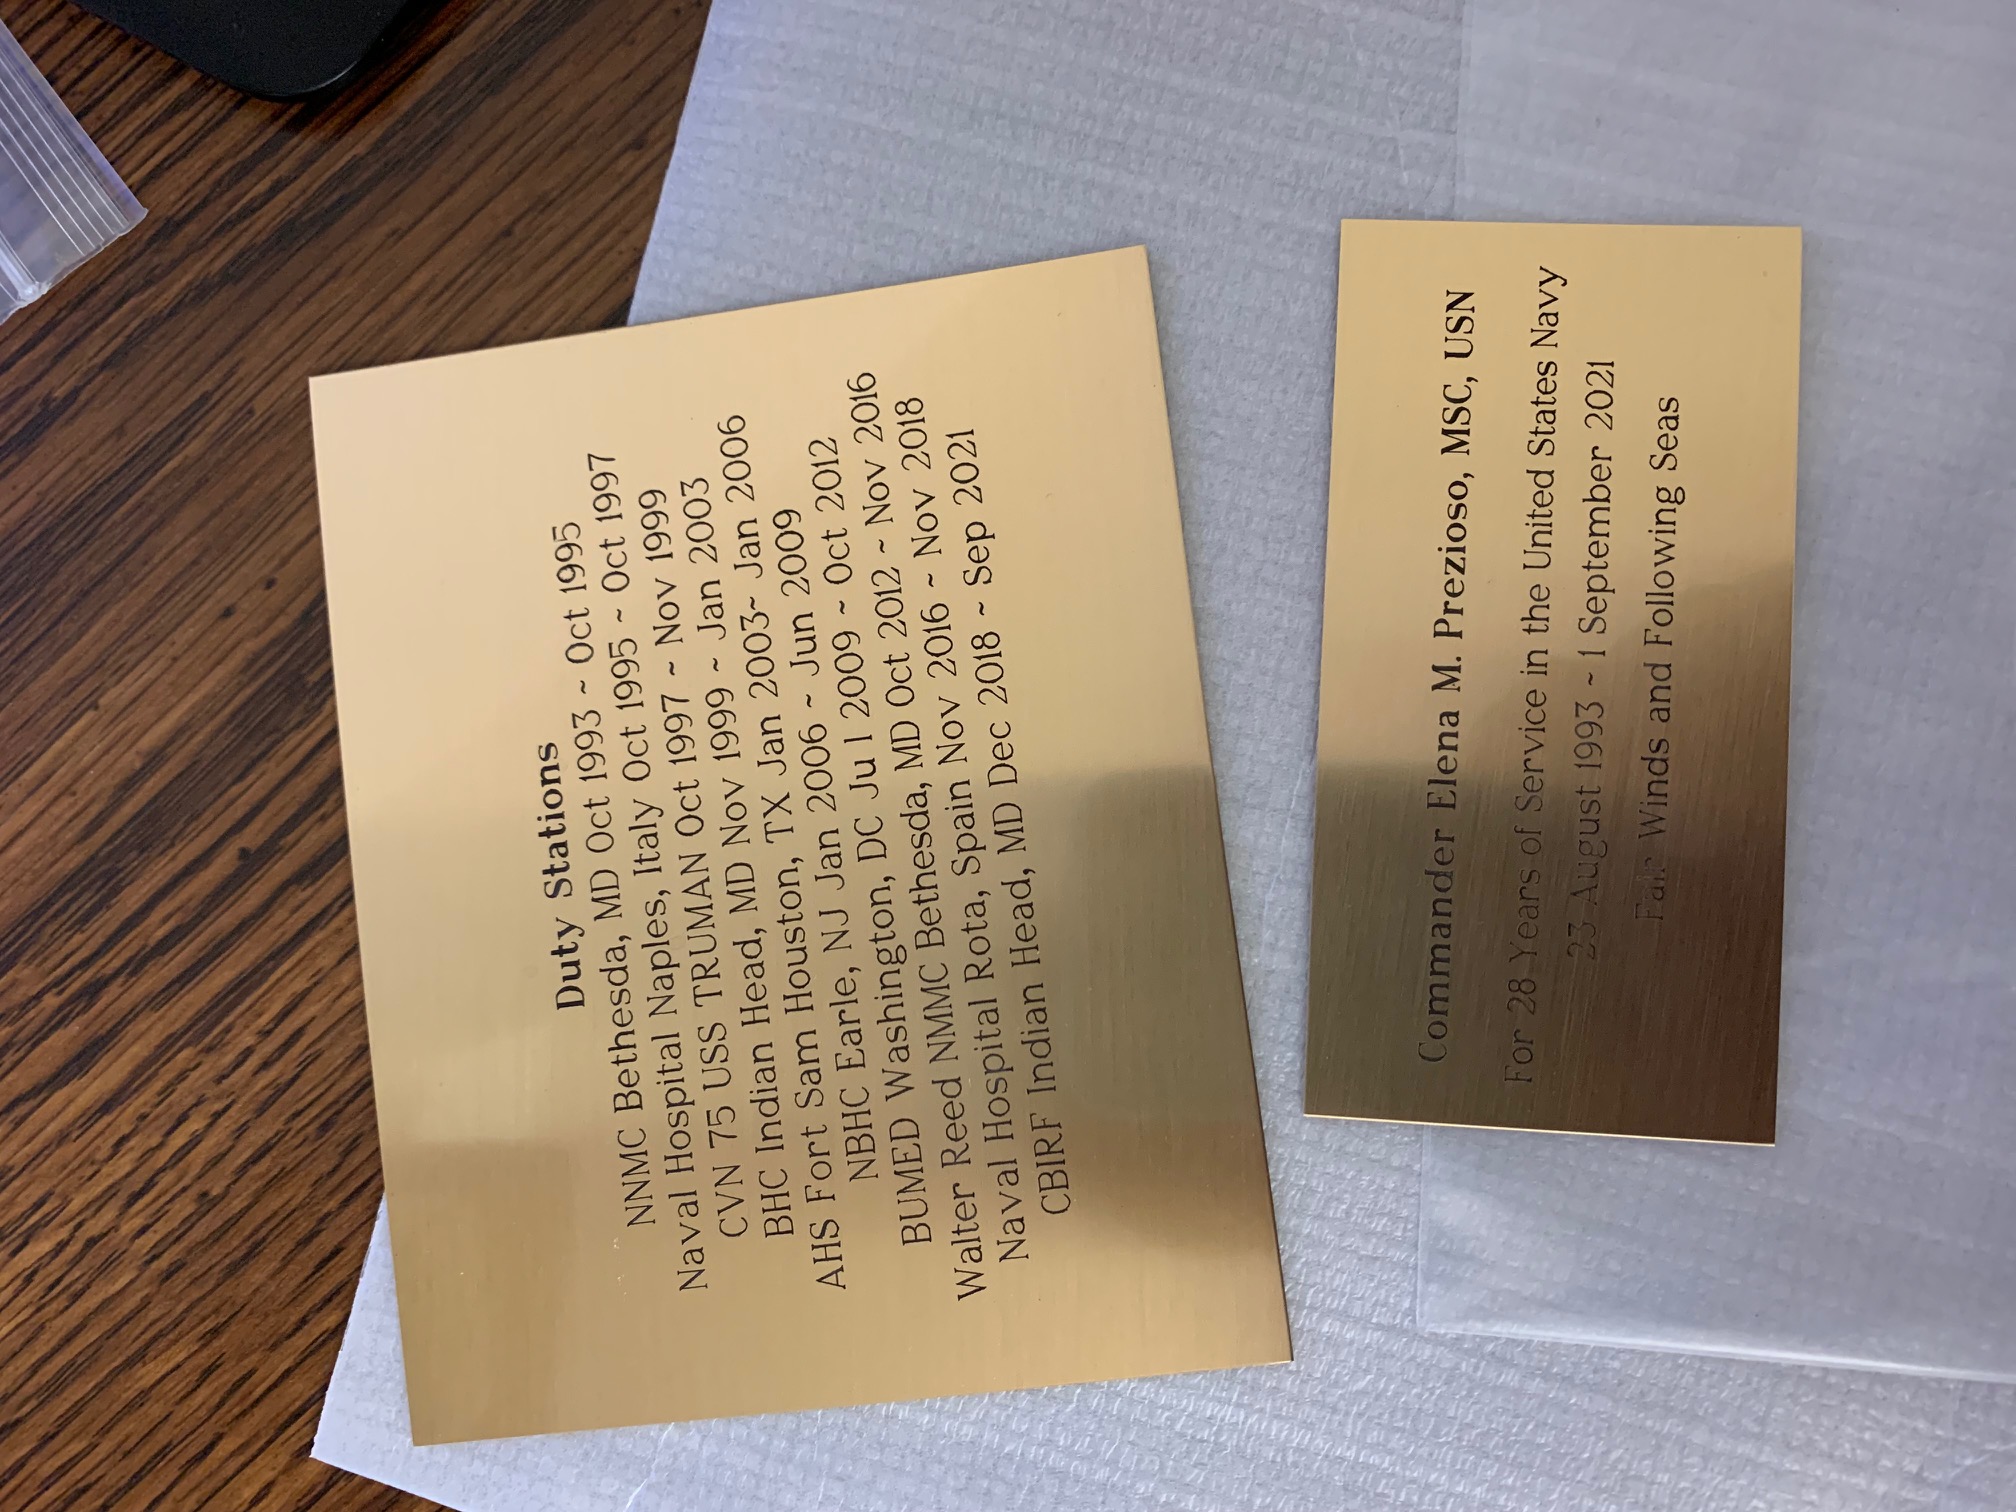 Duty Stations
NNMC Bethesda, MD Oct 1993 ~ Oct 1995
Naval Hospital Naples, Italy Oct 1995 ~ Oct 1997
CVN 75 USS TRUMAN Oct 1997 ~ Nov 1999
BHC Indian Head, MD Nov 1999 ~ Jan 2003
AHS Fort Sam Houston, TX Jan 2003~ Jan 2006
NBHC Earle, NJ Jan 2006 ~ Jun 2009
BUMED Washington, DC Ju l 2009 ~ Oct 2012
Walter Reed NMMC Bethesda, MD Oct 2012 ~ Nov 2016
Naval Hospital Rota, Spain Nov 2016 ~ Nov 2018
CBIRF Indian Head, MD Dec 2018 ~ Sep 2021
Commander Elena M. Prezioso, MSC, USN
For 28 Years of Service in the United States Navy
23 August 1993 ~ 1 September 2021
Fair Winds and Following Seas